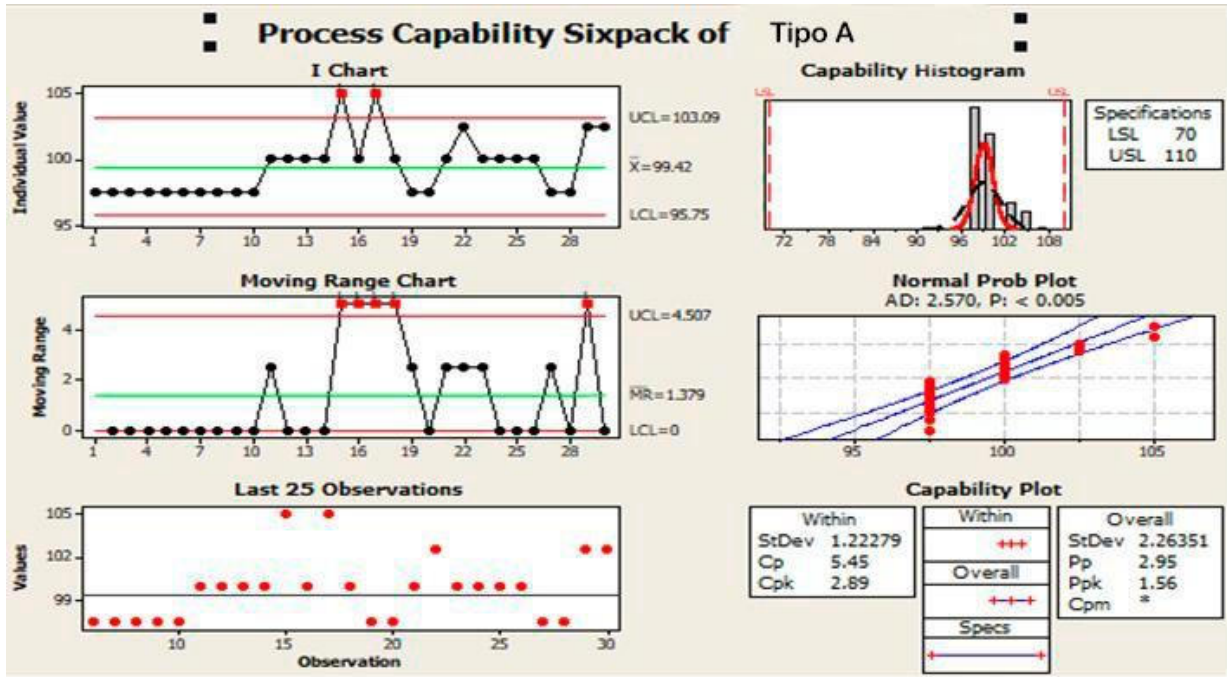 Process Capability Sixpack of Tipo A
I Chart
Individual Value
105
100
95
UCL=103.09
X=99.42
LCL=95.75
1 4 7 10 13 16 19 22 25 28
Capability Histogram
LSL USL
72 78 84 90 96 102 108
Specifications
LSL 70
USL 110
Moving Range Chart
Moving Range
4
2
0
UCL=4.507
MR=1.379
LCL=0
1 4 7 10 13 16 19 22 25 28
Normal Prob Plot
AD: 2.570, P: < 0.005
95 100 105
Last 25 Observations
Values
105
102
99
10 15 20 25 30
Observation
Capability Plot
Within
StDev 1.22279
Cp 5.45
Cpk 2.89
Within
Overall
Specs
Overall
StDev 2.26351
Pp 2.95
Ppk 1.56
Cpm *